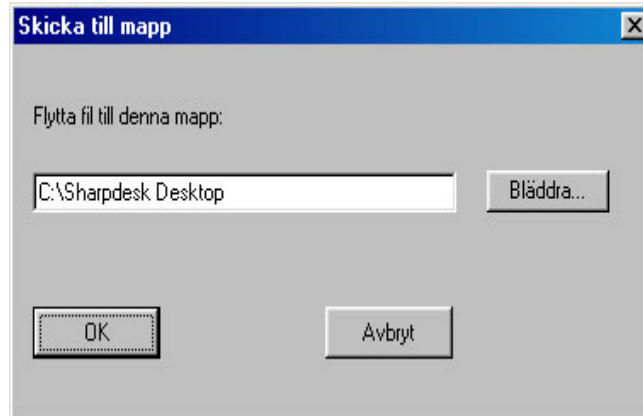 Skicka till mapp
Flytta fil till denna mapp:
C:\Sharpdesk Desktop
Bläddra...
OK
Avbryt